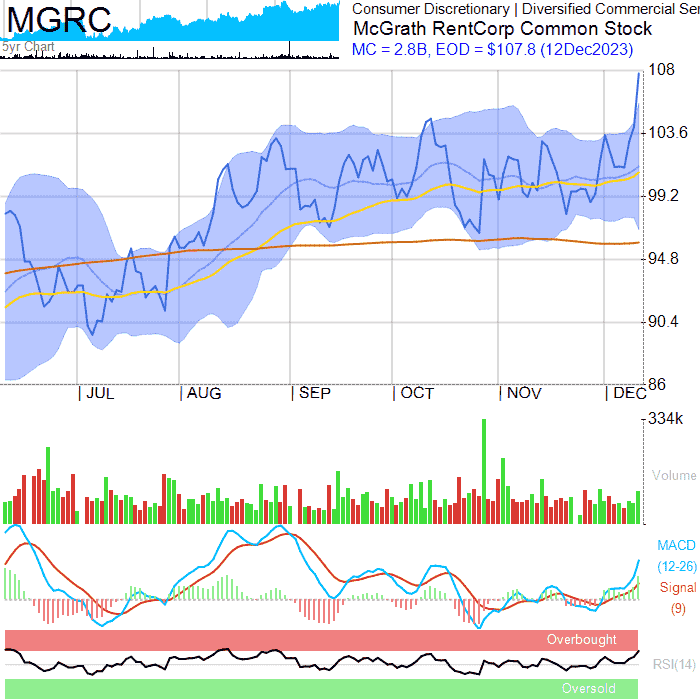 MGRC
5yr Chart
Consumer Discretionary | Diversified Commercial Ser
McGrath RentCorp Common Stock
MC = 2.8B, EOD = $107.8 (12Dec2023)
108
103.6
99.2
94.8
90.4
86
| JUL | AUG | SEP | OCT | NOV | DEC
334k
Volume
MACD
(12-26)
Signal
(9)
Overbought
RSI(14)
Oversold